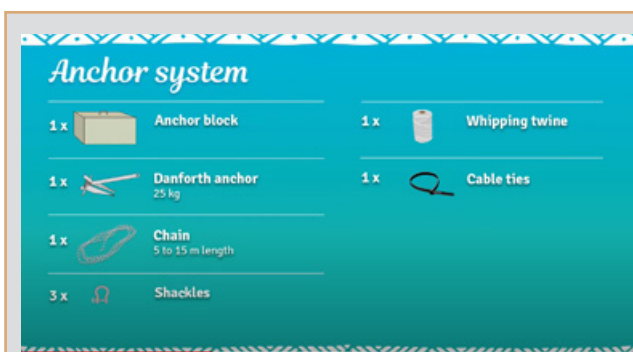 Anchor system
1 x Anchor block
1 x Danforth anchor
25 kg
1 x Chain
5 to 15 m length
3 x Shackles
1 x Whipping twine
1 x Cable ties